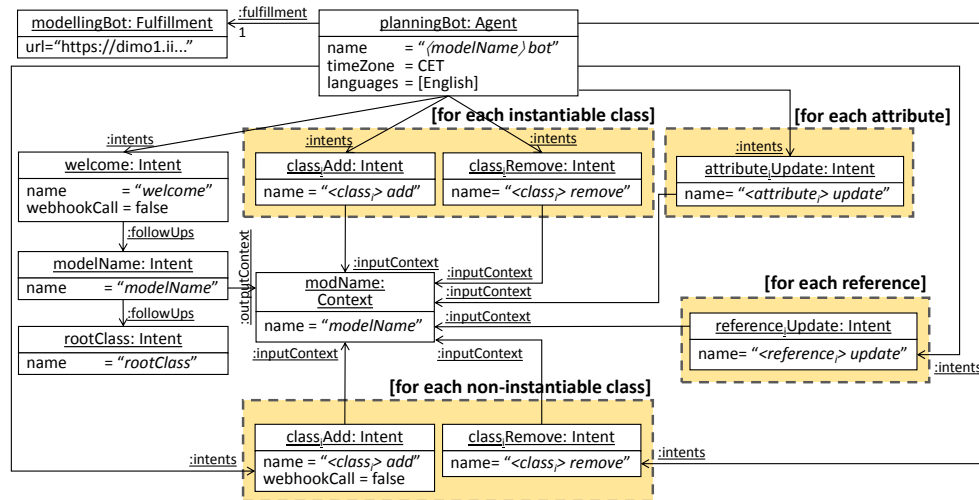 :fulfillment
1
modellingBot: Fulfillment
url=“https://dimo1.ii...”
planningBot: Agent
name = “⟨modelName⟩ bot”
timeZone = CET
languages = [English]
[for each instantiable class]
[for each attribute]
:intents
:intents
:intents
:intents
welcome: Intent
name = “welcome”
webhookCall = false
classᵢAdd: Intent
name = “<classᵢ> add”
classᵢRemove: Intent
name= “<classᵢ> remove”
attributeᵢUpdate: Intent
name= “<attributeᵢ> update”
:followUps
modelName: Intent
name = “modelName”
:outputContext
:inputContext
:inputContext
:inputContext
modName:
Context
name = “modelName”
[for each reference]
:followUps
rootClass: Intent
name = “rootClass”
:inputContext
referenceᵢUpdate: Intent
name= “<referenceᵢ> update”
:inputContext
:inputContext
:intents
[for each non-instantiable class]
classᵢAdd: Intent
name = “<classᵢ> add”
webhookCall = false
classᵢRemove: Intent
name= “<classᵢ> remove”
:intents
:intents